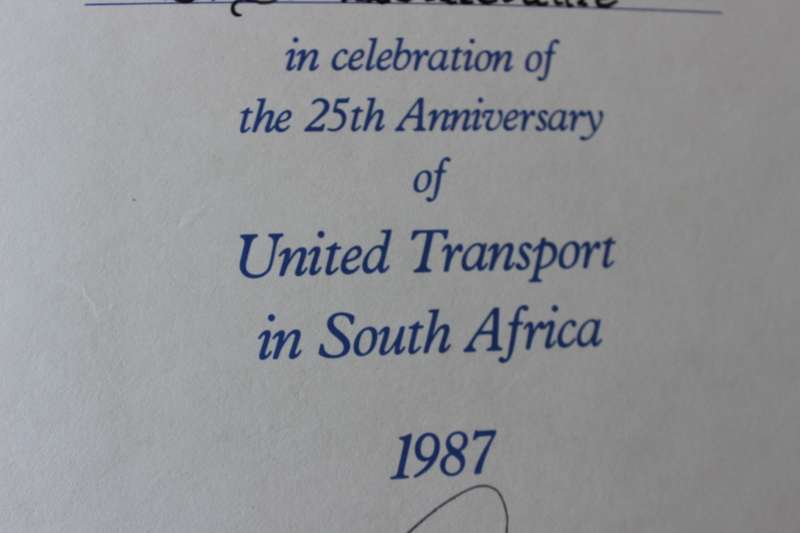 in celebration of
the 25th Anniversary
of
United Transport
in South Africa
1987